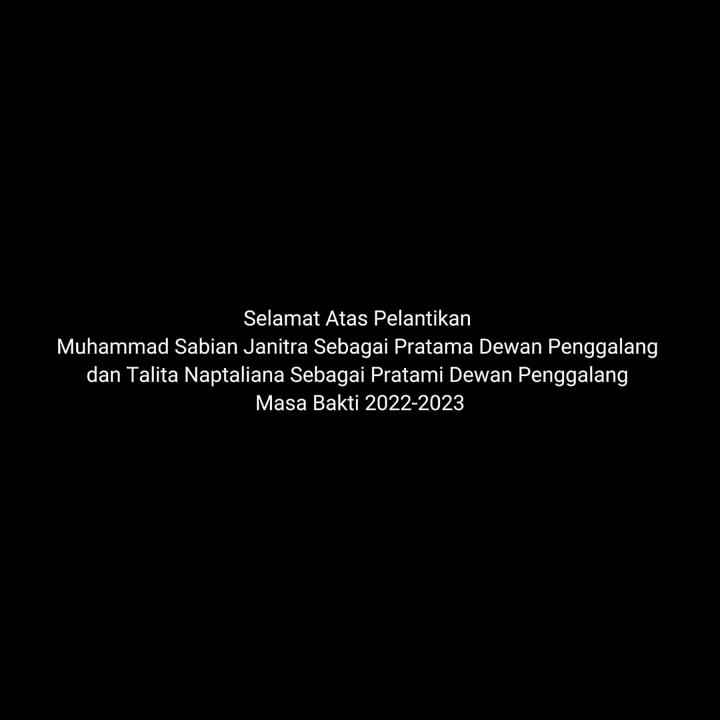 Selamat Atas Pelantikan
Muhammad Sabian Janitra Sebagai Pratama Dewan Penggalang
dan Talita Naptaliana Sebagai Pratami Dewan Penggalang
Masa Bakti 2022-2023